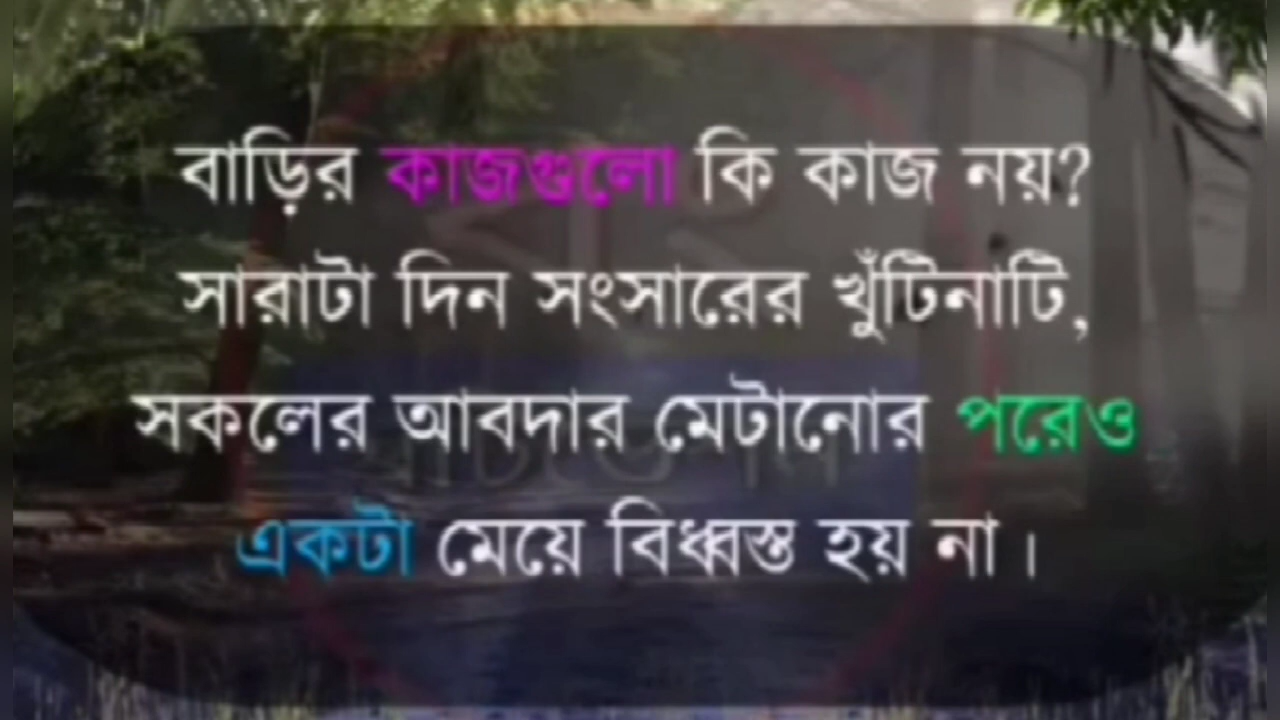 বাড়ির কাজগুলো কি কাজ নয়?
সারাটা দিন সংসারের খুঁটিনাটি,
সকলের আবদার মেটানোর পরেও
একটা মেয়ে বিধ্বস্ত হয় না।